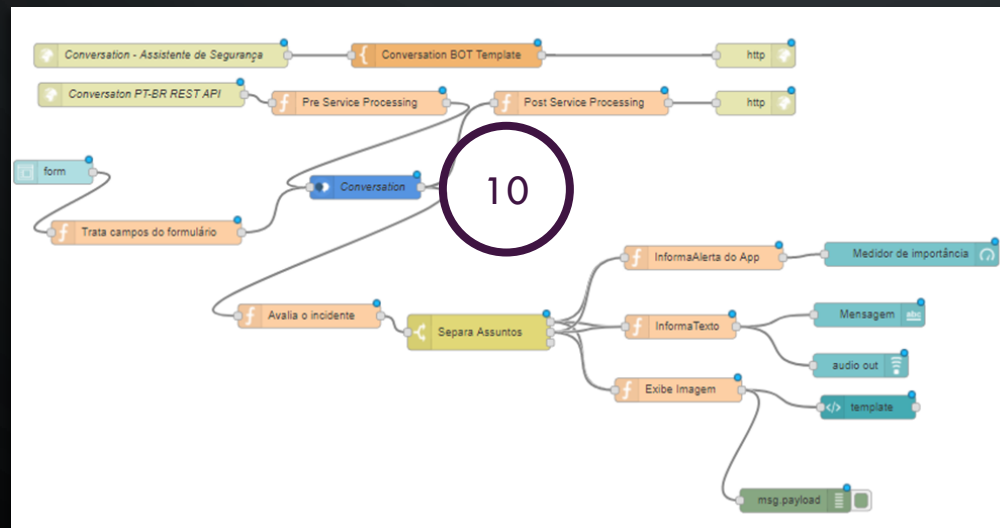 Conversation - Assistente de Segurança
Conversation BOT Template
http
Conversaton PT-BR REST API
Pre Service Processing
Post Service Processing
http
form
Conversation
10
Trata campos do formulário
InformaAlerta do App
Medidor de importância
Avalia o incidente
Separa Assuntos
InformaTexto
Mensagem
abc
audio out
Exibe Imagem
</> template
msg.payload